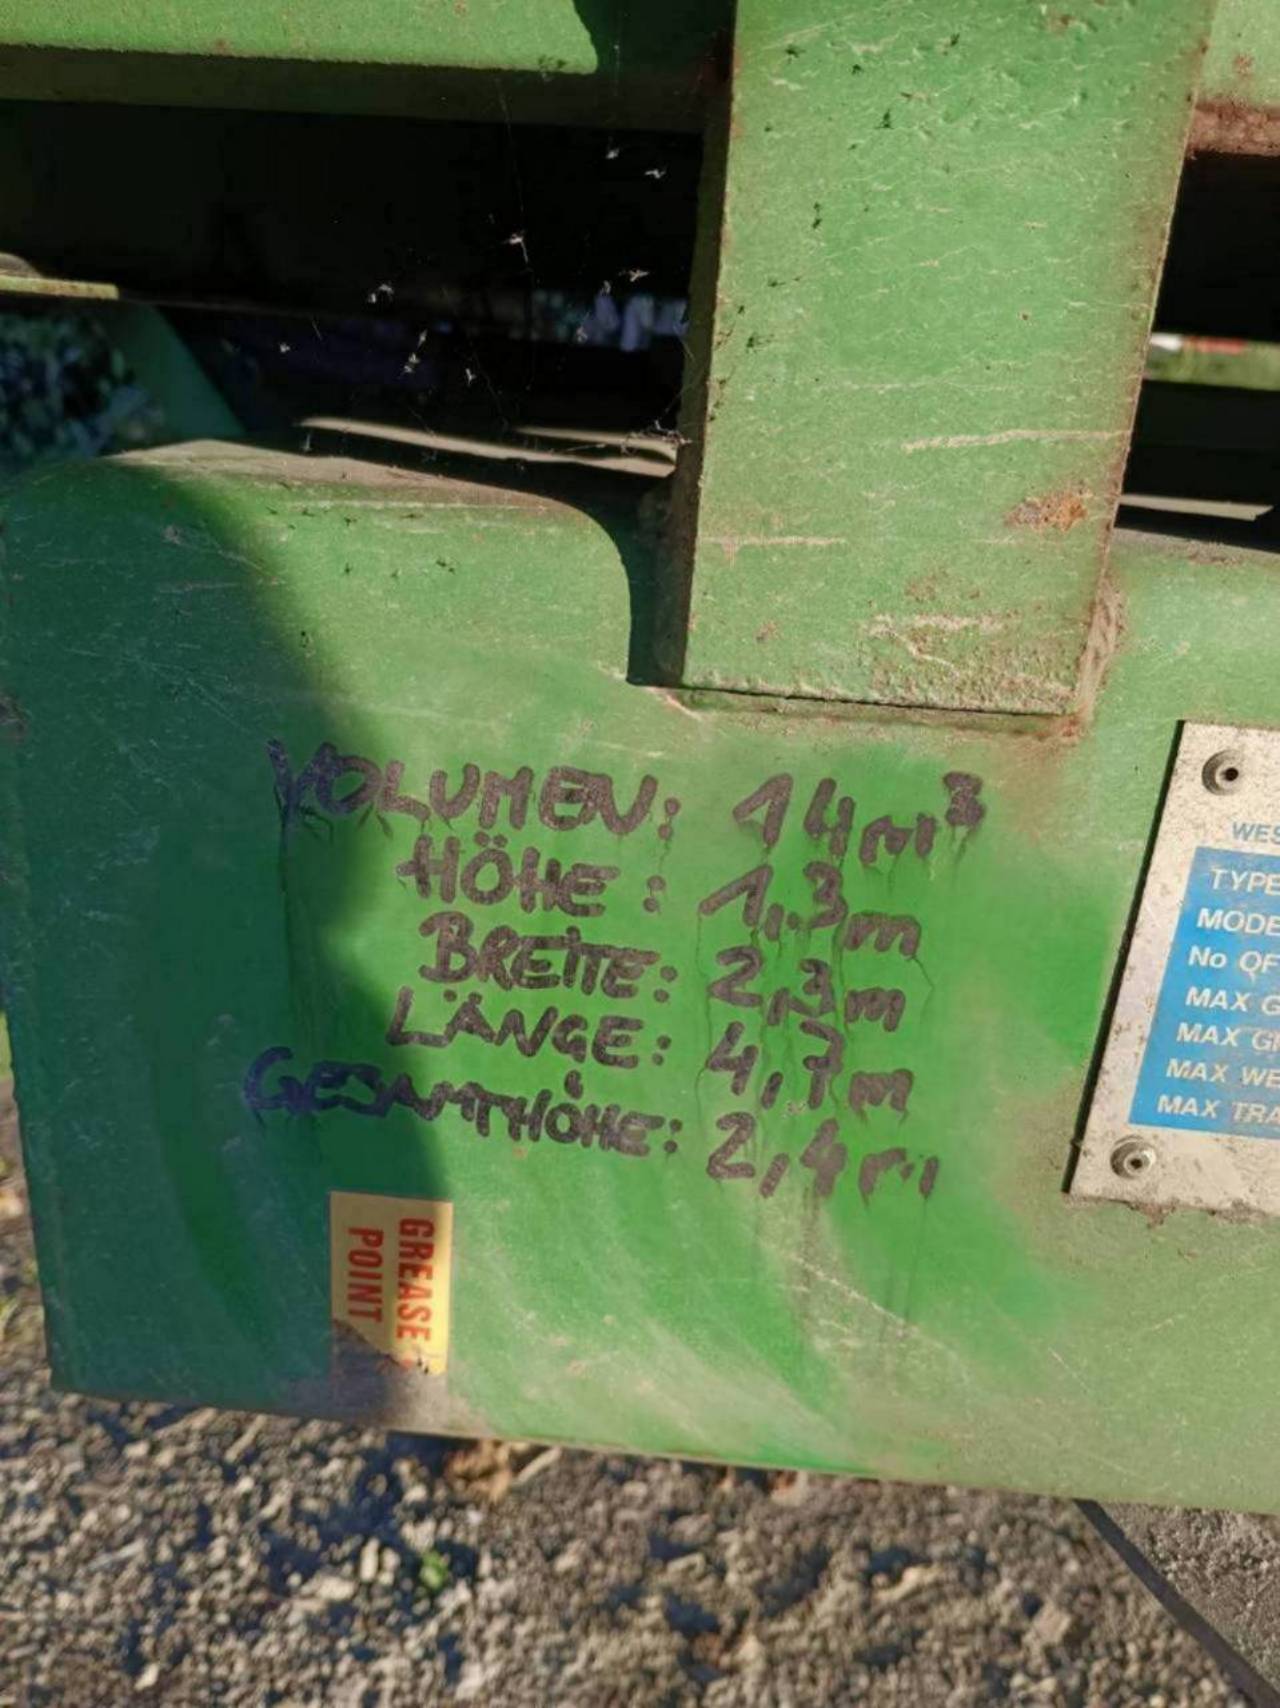 VOLUMEN: 14m³
HÖHE: 1,3m
BREITE: 2,3m
LÄNGE: 4,7m
GESAMTHÖHE: 2,4m
GREASE
POINT
WES
TYPE
MODE
No OF
MAX G
MAX GR
MAX WE
MAX TRA